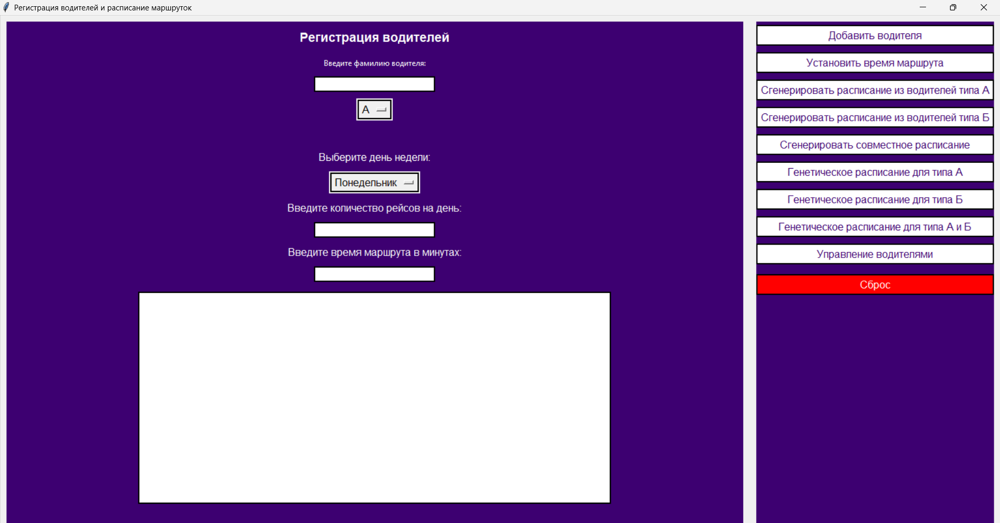 Регистрация водителей и расписание маршруток
Регистрация водителей
Введите фамилию водителя:
А
Выберите день недели:
Понедельник
Введите количество рейсов на день:
Введите время маршрута в минутах:
Добавить водителя
Установить время маршрута
Сгенерировать расписание из водителей типа А
Сгенерировать расписание из водителей типа Б
Сгенерировать совместное расписание
Генетическое расписание для типа А
Генетическое расписание для типа Б
Генетическое расписание для типа А и Б
Управление водителями
Сброс